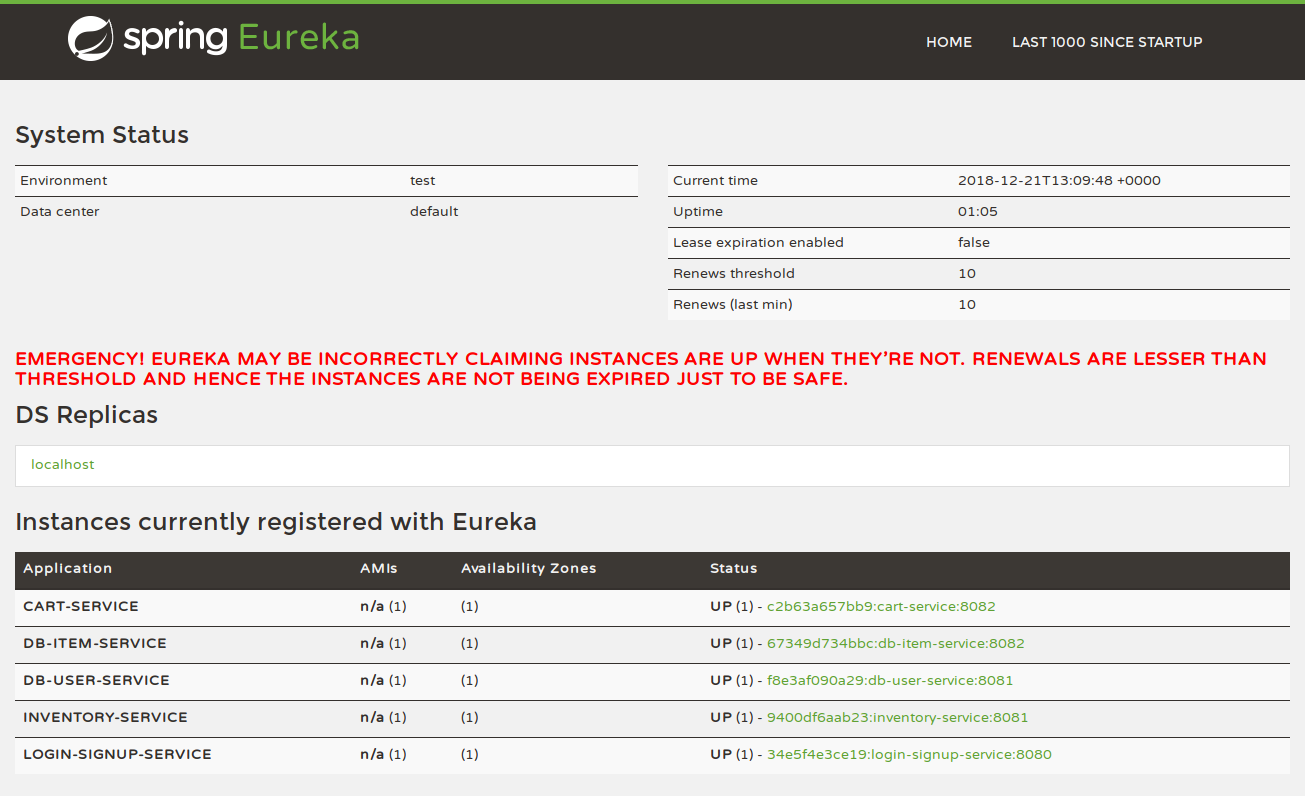 spring Eureka
HOME LAST 1000 SINCE STARTUP
System Status
Environment test
Data center default
Current time 2018-12-21T13:09:48 +0000
Uptime 01:05
Lease expiration enabled false
Renews threshold 10
Renews (last min) 10
EMERGENCY! EUREKA MAY BE INCORRECTLY CLAIMING INSTANCES ARE UP WHEN THEY'RE NOT. RENEWALS ARE LESSER THAN
THRESHOLD AND HENCE THE INSTANCES ARE NOT BEING EXPIRED JUST TO BE SAFE.
DS Replicas
localhost
Instances currently registered with Eureka
Application AMIs Availability Zones Status
CART-SERVICE n/a (1) (1) UP (1) - c2b63a657bb9:cart-service:8082
DB-ITEM-SERVICE n/a (1) (1) UP (1) - 67349d734bbc:db-item-service:8082
DB-USER-SERVICE n/a (1) (1) UP (1) - f8e3af090a29:db-user-service:8081
INVENTORY-SERVICE n/a (1) (1) UP (1) - 9400df6aab23:inventory-service:8081
LOGIN-SIGNUP-SERVICE n/a (1) (1) UP (1) - 34e5f4e3ce19:login-signup-service:8080